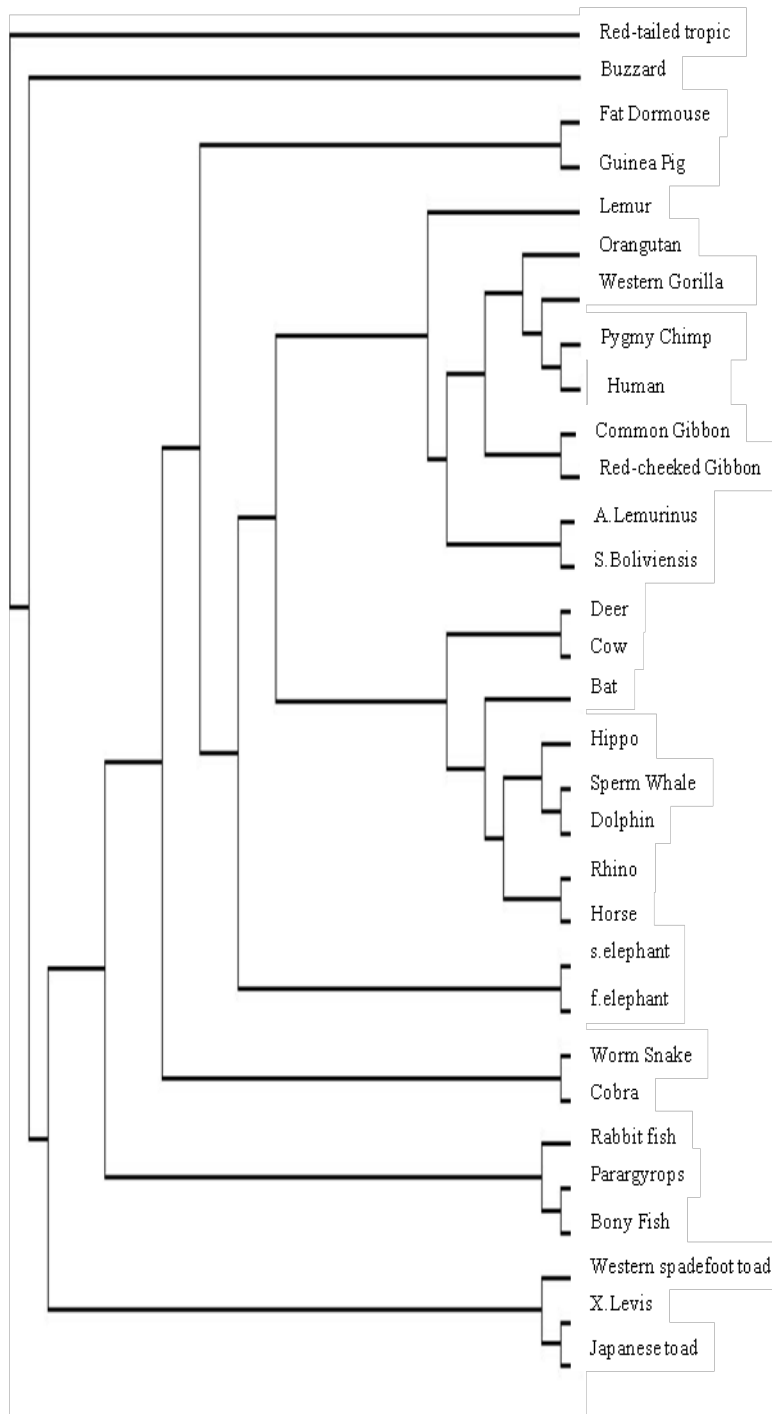 Red-tailed tropic
Buzzard
Fat Dormouse
Guinea Pig
Lemur
Orangutan
Western Gorilla
Pygmy Chimp
Human
Common Gibbon
Red-cheeked Gibbon
A.Lemurinus
S.Boliviensis
Deer
Cow
Bat
Hippo
Sperm Whale
Dolphin
Rhino
Horse
s.elephant
f.elephant
Worm Snake
Cobra
Rabbit fish
Parargyrops
Bony Fish
Western spadefoot toad
X.Levis
Japanese toad